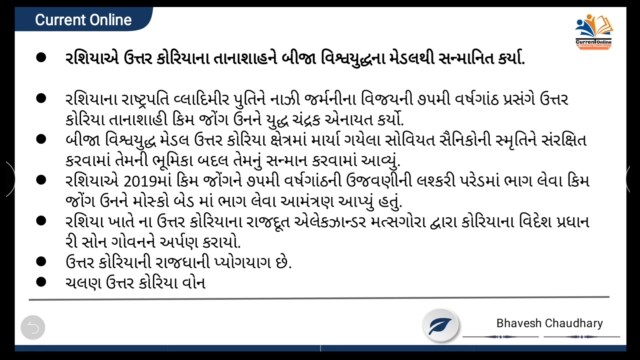 Current Online
CurrentOnline
રશિયાએ ઉત્તર કોરિયાના તાનાશાહને બીજા વિશ્વયુદ્ધના મેડલથી સન્માનિત કર્યા.
રશિયાના રાષ્ટ્રપતિ વ્લાદિમીર પુતિને નાઝી જર્મનીના વિજયની ૭૫મી વર્ષગાંઠ પ્રસંગે ઉત્તર
કોરિયા તાનાશાહી કિમ જોંગ ઉનને યુદ્ધ ચંદ્રક એનાયત કર્યો.
બીજા વિશ્વયુદ્ધ મેડલ ઉત્તર કોરિયા ક્ષેત્રમાં માર્યા ગયેલા સોવિયત સૈનિકોની સ્મૃતિને સંરક્ષિત
કરવામાં તેમની ભૂમિકા બદલ તેમનું સન્માન કરવામાં આવ્યું.
રશિયાએ 2019માં કિમ જોંગને ૭૫મી વર્ષગાંઠની ઉજવણીની લશ્કરી પરેડમાં ભાગ લેવા કિમ
જોંગ ઉનને મોસ્કો બેડ માં ભાગ લેવા આમંત્રણ આપ્યું હતું.
રશિયા ખાતે ના ઉત્તર કોરિયાના રાજદૂત એલેકઝાન્ડર મત્સગોરા દ્વારા કોરિયાના વિદેશ પ્રધાન
રી સોન ગોવનને અર્પણ કરાયો.
ઉત્તર કોરિયાની રાજધાની પ્યોગયાગ છે.
ચલણ ઉત્તર કોરિયા વોન
Bhavesh Chaudhary